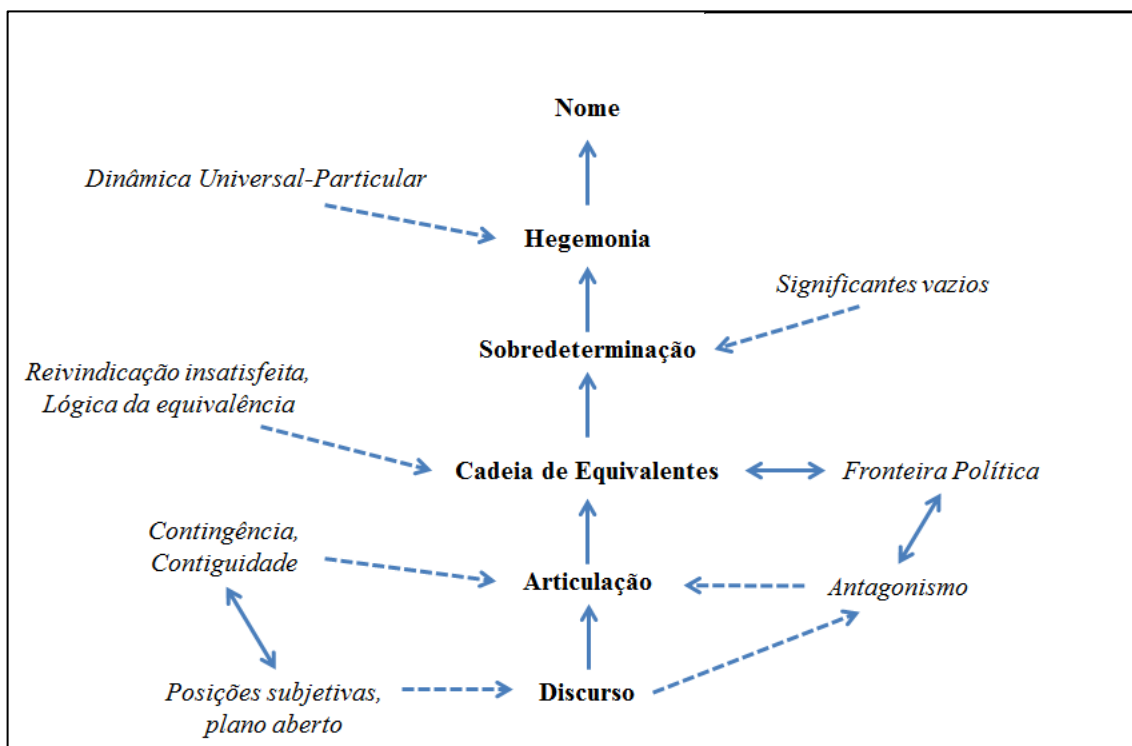 Nome
Dinâmica Universal-Particular
Hegemonia
Significantes vazios
Sobredeterminação
Reivindicação insatisfeita,
Lógica da equivalência
Cadeia de Equivalentes
Fronteira Política
Contingência,
Contiguidade
Articulação
Antagonismo
Posições subjetivas,
plano aberto
Discurso